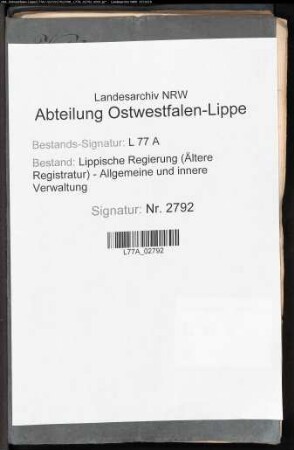 Landesarchiv NRW
Abteilung Ostwestfalen-Lippe
Bestands-Signatur: L 77 A
Bestand: Lippische Regierung (Ältere
Registratur) - Allgemeine und innere
Verwaltung
Signatur: Nr. 2792
L77A_02792